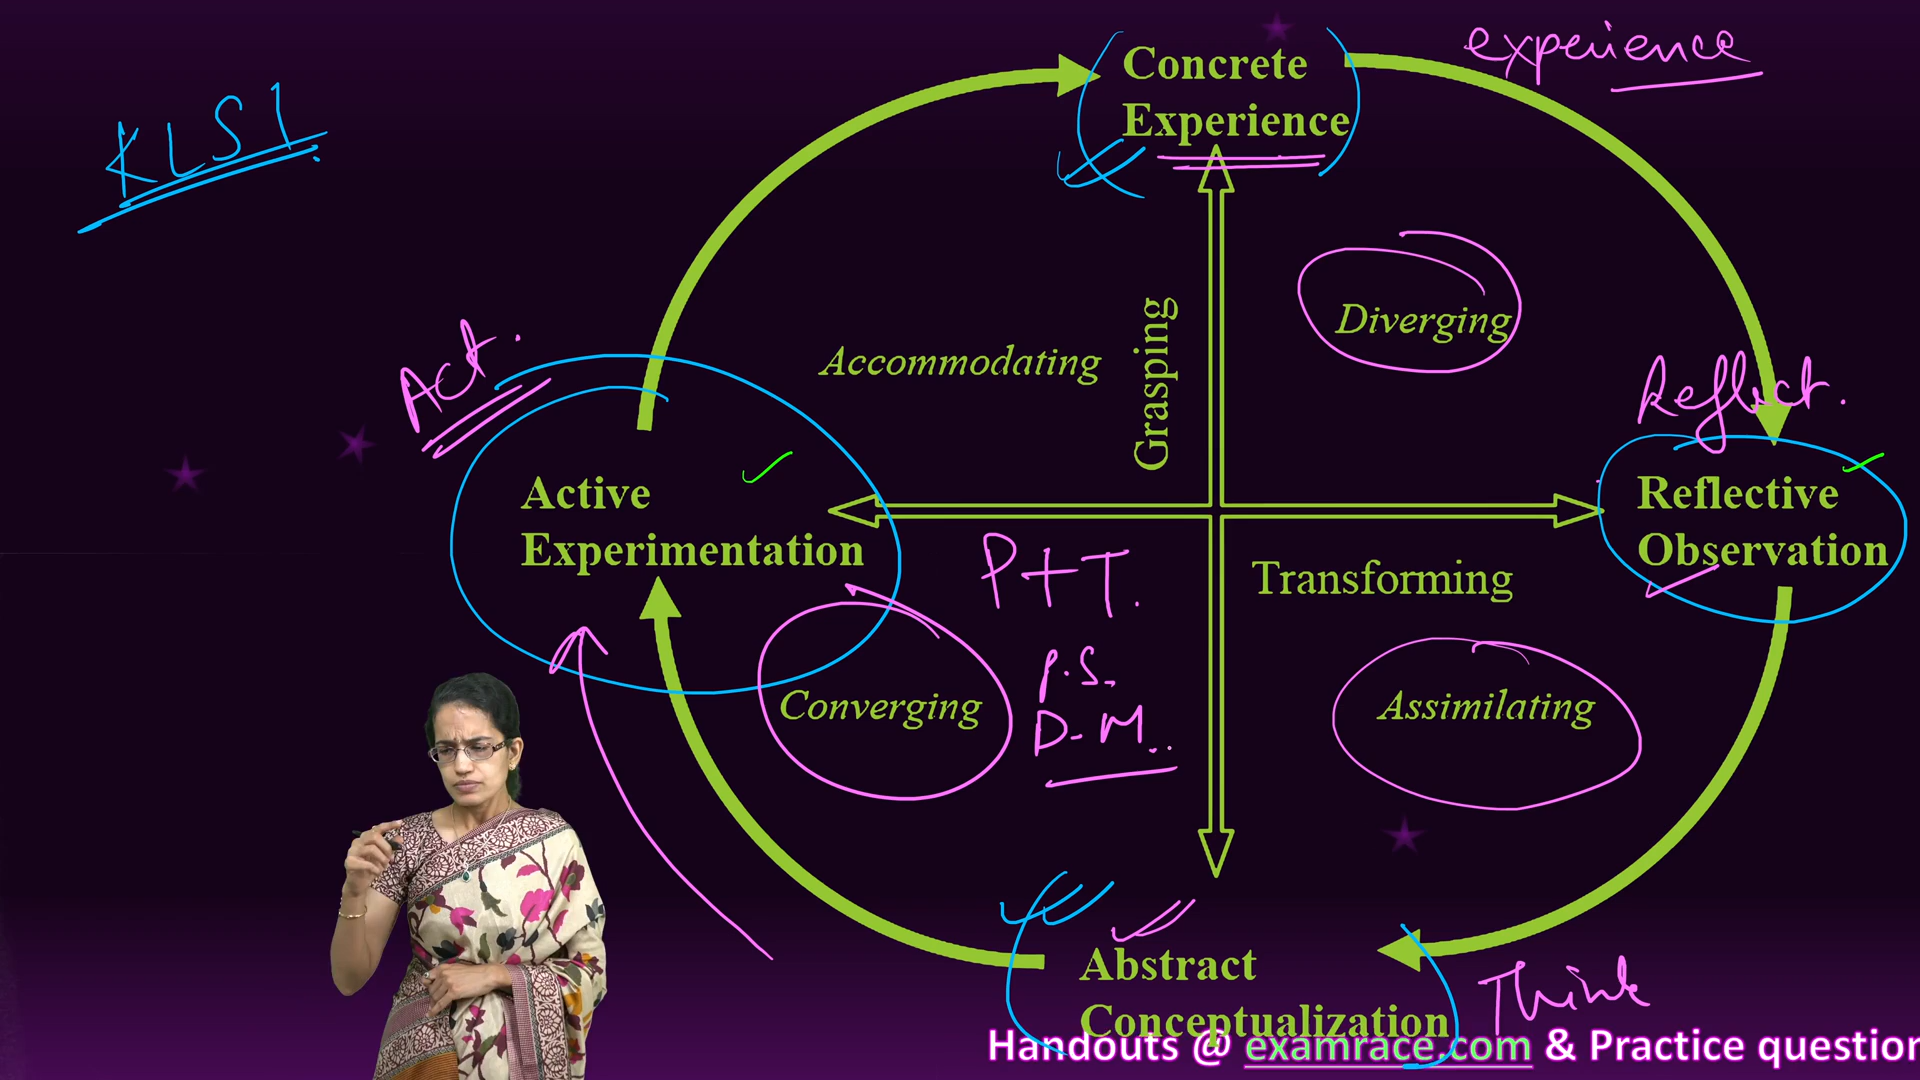 KLSI
Concrete
Experience
experience
Diverging
Accommodating
Grasping
Act.
Reflect.
Active
Experimentation
Reflective
Observation
P+T.
Transforming
P.S.
D-M..
Converging
Assimilating
Abstract
Conceptualization
Think
Handouts @ examrace.com & Practice question